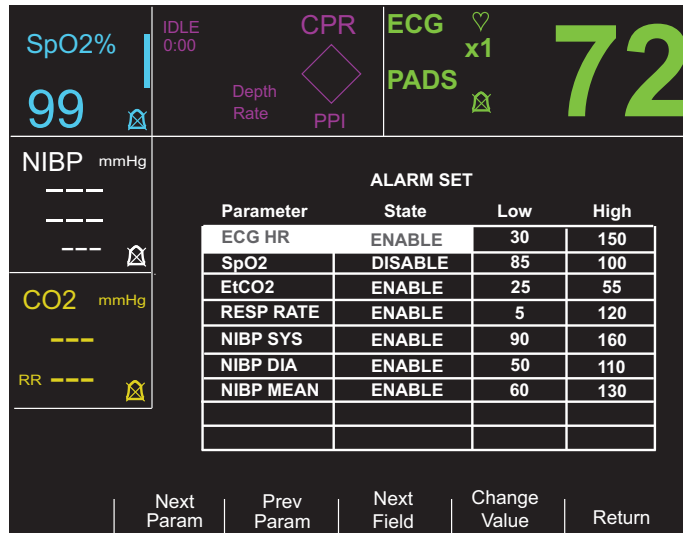 SpO2%
99
IDLE
0:00
CPR
Depth
Rate
PPI
ECG
x1
PADS
72
NIBP mmHg
---
---
---
CO2 mmHg
---
RR ---
ALARM SET
Parameter State Low High
ECG HR ENABLE 30 150
SpO2 DISABLE 85 100
EtCO2 ENABLE 25 55
RESP RATE ENABLE 5 120
NIBP SYS ENABLE 90 160
NIBP DIA ENABLE 50 110
NIBP MEAN ENABLE 60 130
Next Param
Prev Param
Next Field
Change Value
Return